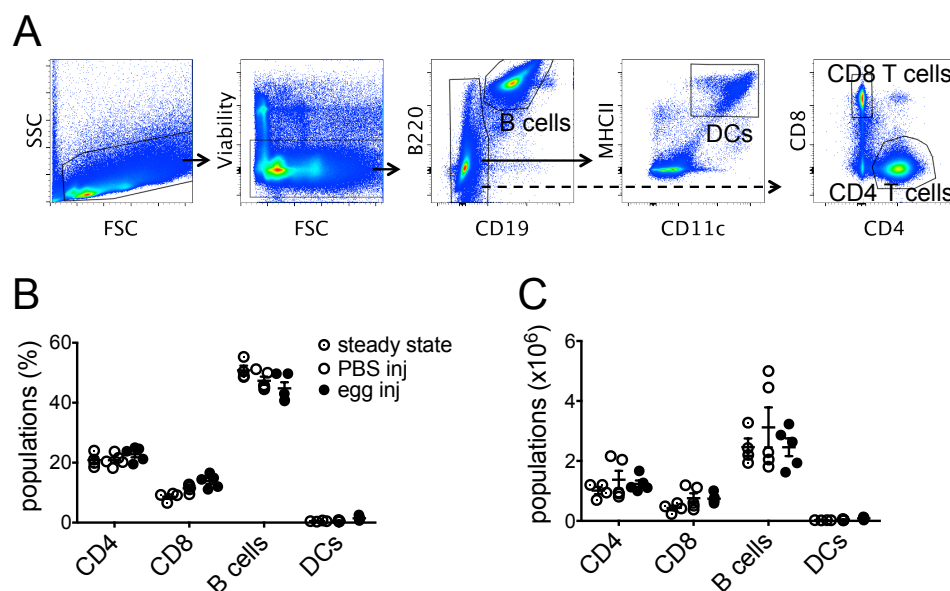 A
SSC
FSC
Viability
FSC
B220
B cells
CD19
MHCII
DCs
CD11c
CD8
CD8 T cells
CD4 T cells
CD4
B
populations (%)
60
40
20
0
CD4
CD8
B cells
DCs
steady state
PBS inj
egg inj
C
populations (x10⁶)
6
4
2
0
CD4
CD8
B cells
DCs